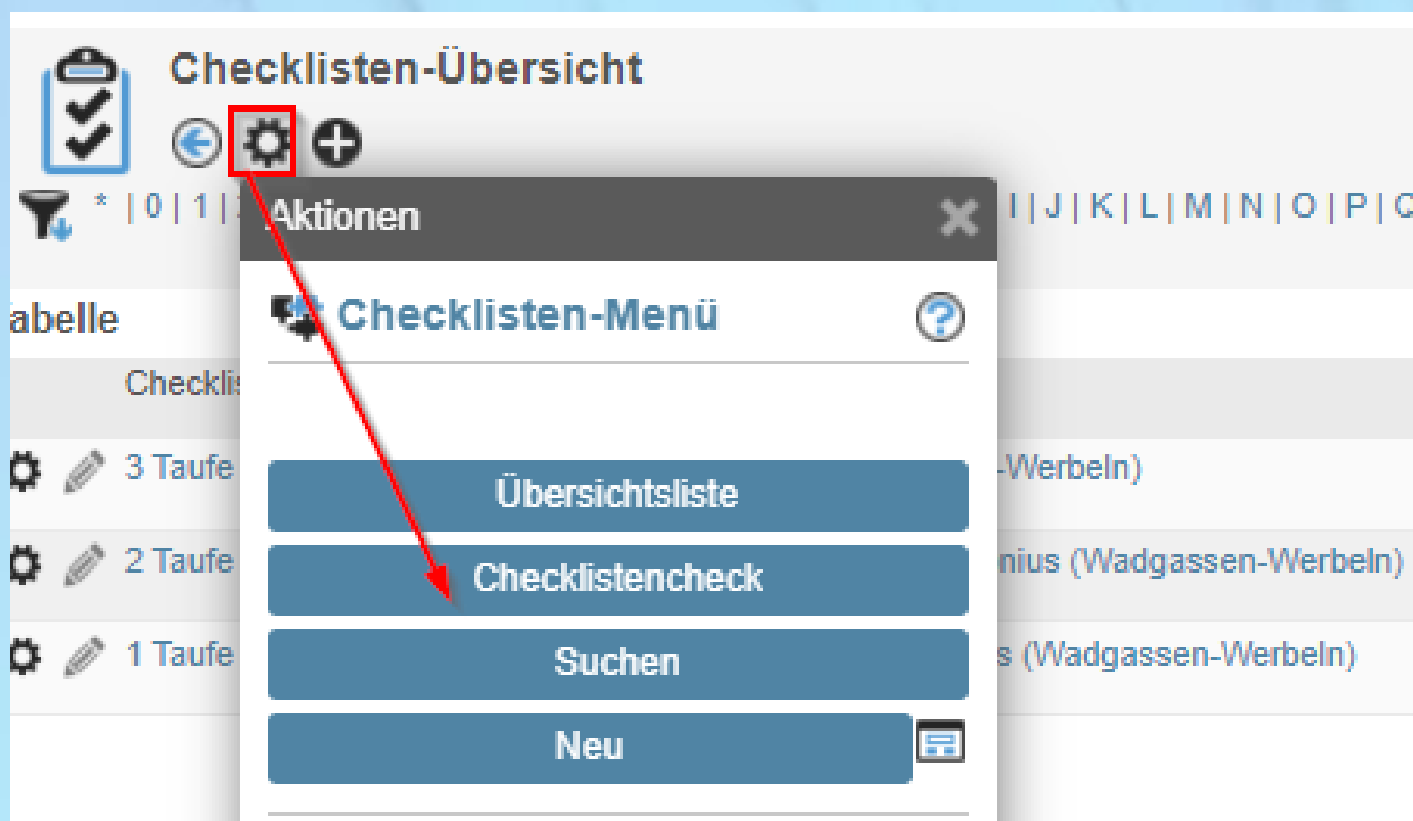 Checklisten-Übersicht
* | 0 | 1 | I | J | K | L | M | N | O | P |
Aktionen
Checklisten-Menü
abelle
Checklis
Übersichtsliste
3 Taufe -Werbeln)
Checklistencheck
2 Taufe nius (Wadgassen-Werbeln)
Suchen
1 Taufe s (Wadgassen-Werbeln)
Neu